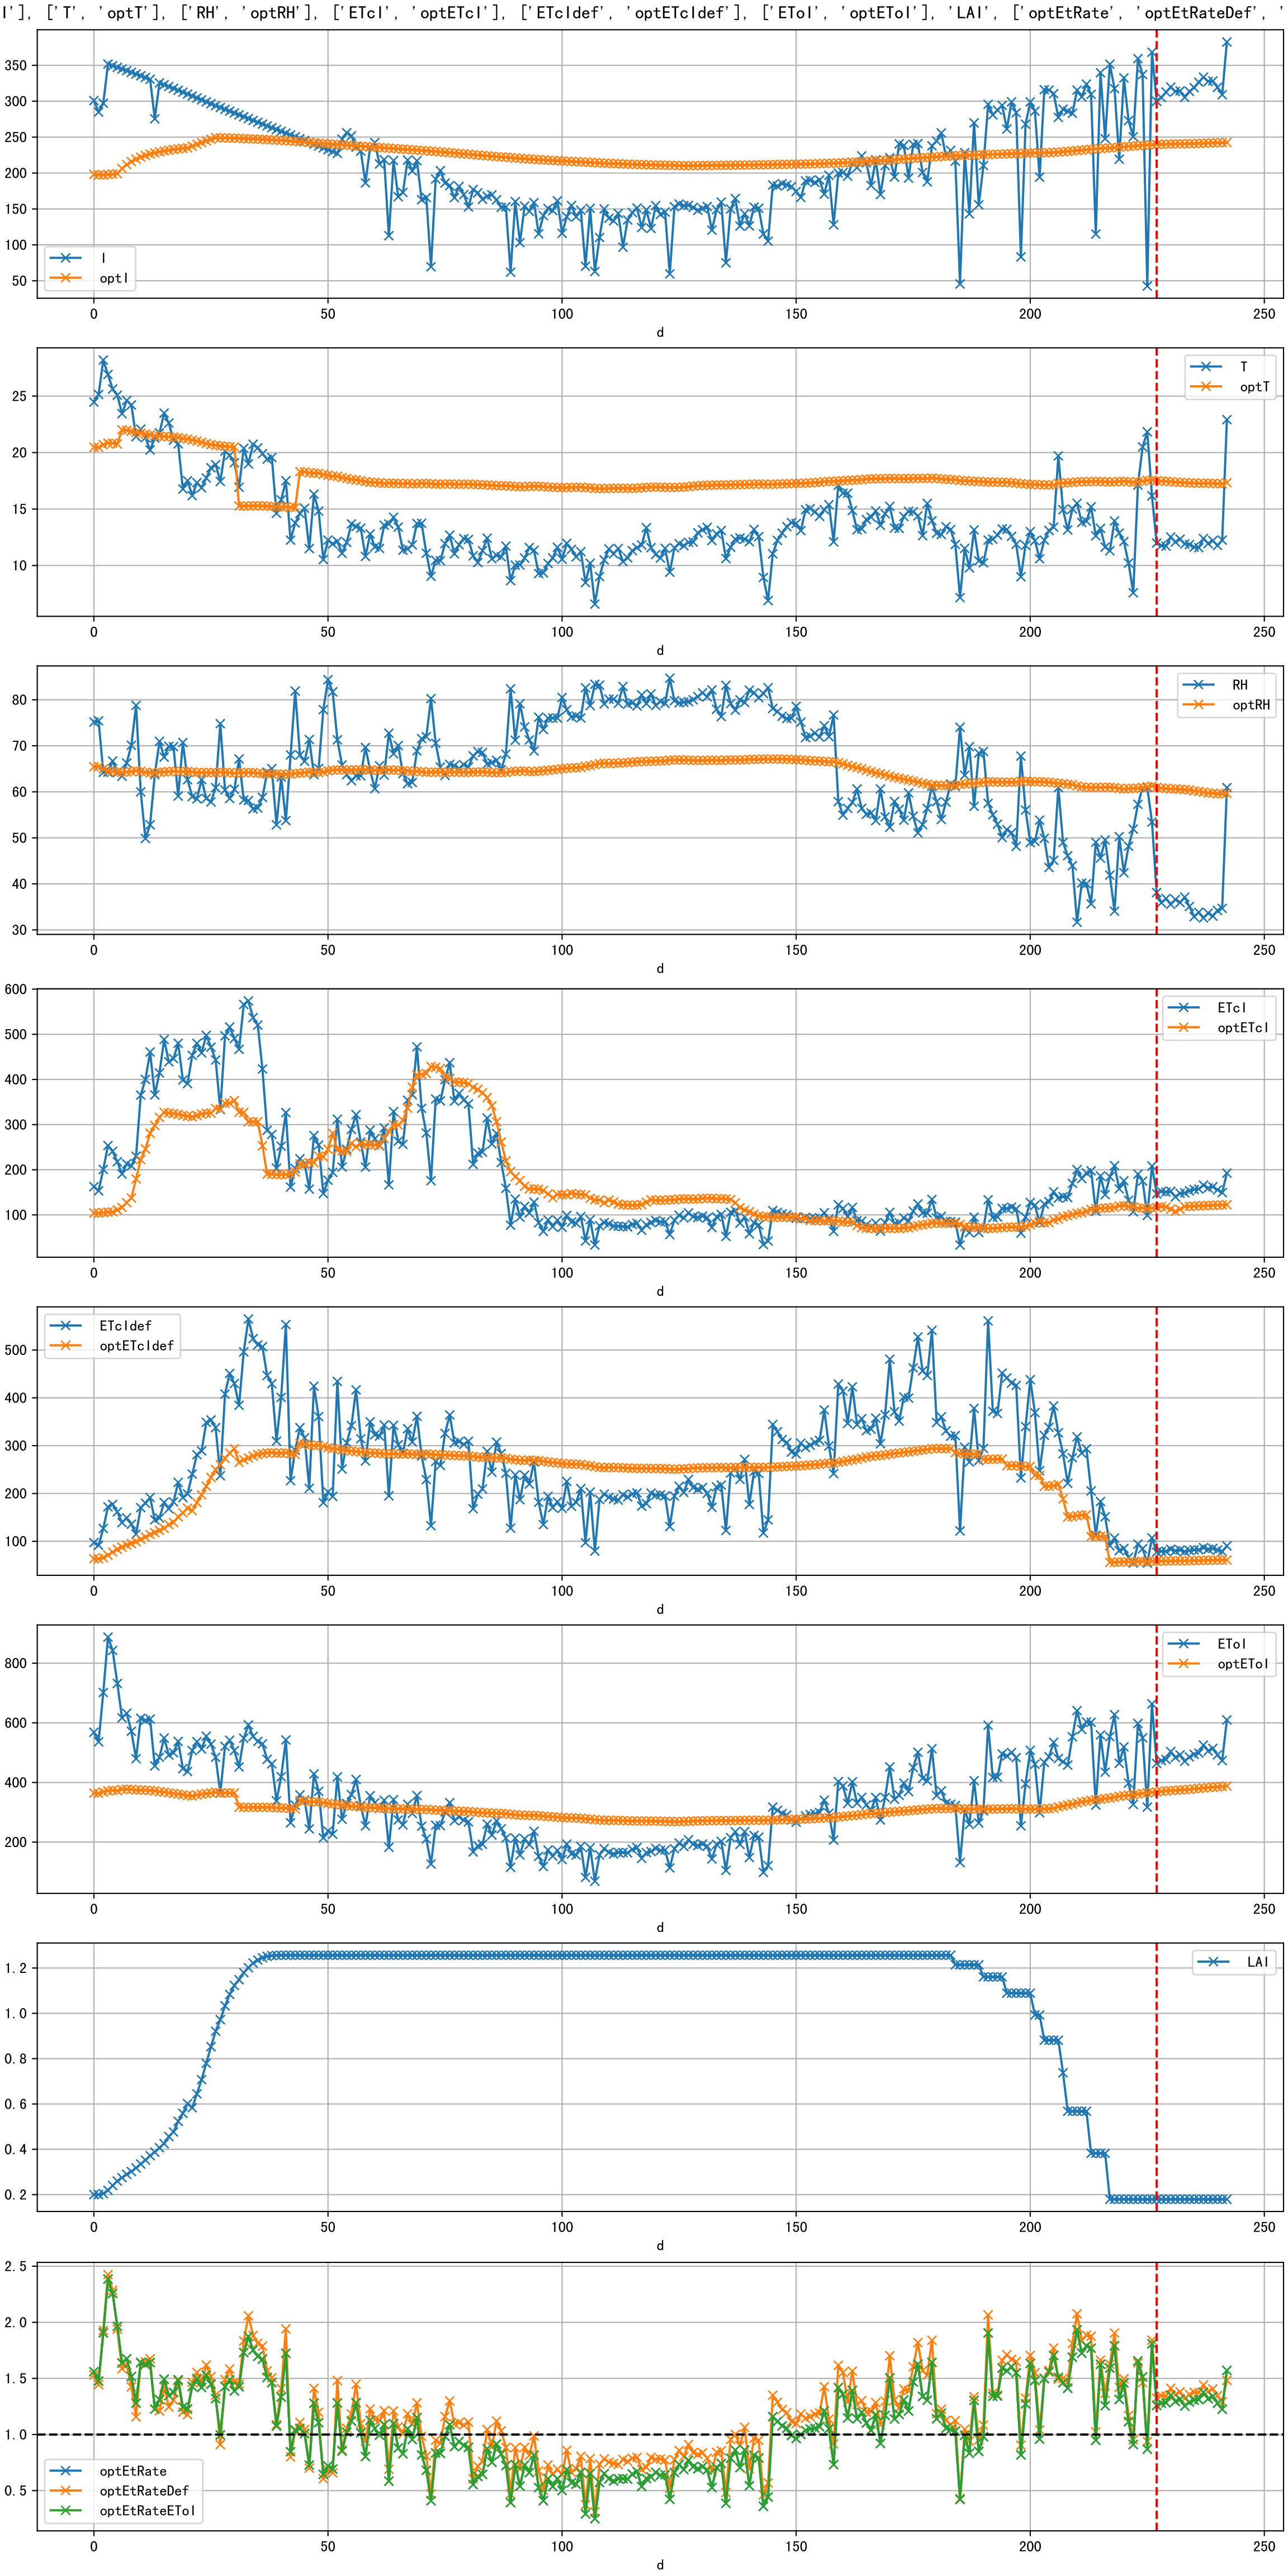 I'], ['T', 'optT'], ['RH', 'optRH'], ['ETcI', 'optETcI'], ['ETcIdef', 'optETcIdef'], ['EToI', 'optEToI'], 'LAI', ['optEtRate', 'optEtRateDef', '
350
300
250
200
150
100
50
I
optI
0 50 100 150 200 250
d
25
20
15
10
T
optT
0 50 100 150 200 250
d
80
70
60
50
40
30
RH
optRH
0 50 100 150 200 250
d
600
500
400
300
200
100
ETcI
optETcI
0 50 100 150 200 250
d
500
400
300
200
100
ETcIdef
optETcIdef
0 50 100 150 200 250
d
800
600
400
200
EToI
optEToI
0 50 100 150 200 250
d
1.2
1.0
0.8
0.6
0.4
0.2
LAI
0 50 100 150 200 250
d
2.5
2.0
1.5
1.0
0.5
optEtRate
optEtRateDef
optEtRateEToI
0 50 100 150 200 250
d